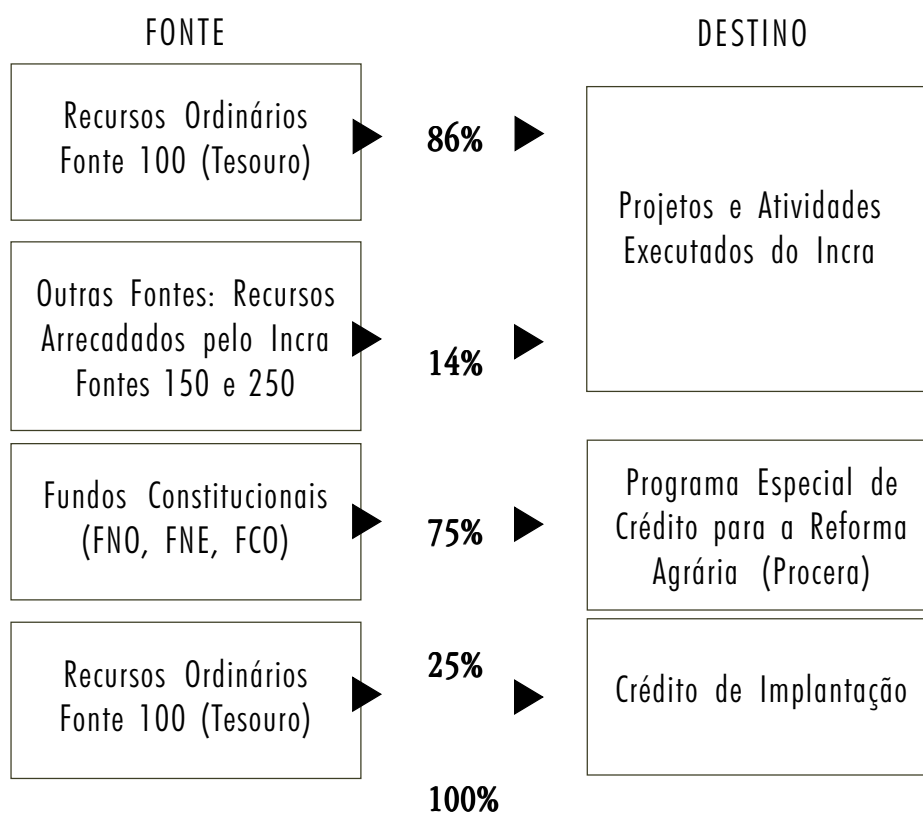 FONTE
DESTINO
Recursos Ordinários
Fonte 100 (Tesouro)
86%
Projetos e Atividades
Executados do Incra
Outras Fontes: Recursos
Arrecadados pelo Incra
Fontes 150 e 250
14%
Fundos Constitucionais
(FNO, FNE, FCO)
75%
Programa Especial de
Crédito para a Reforma
Agrária (Procera)
Recursos Ordinários
Fonte 100 (Tesouro)
25%
Crédito de Implantação
100%